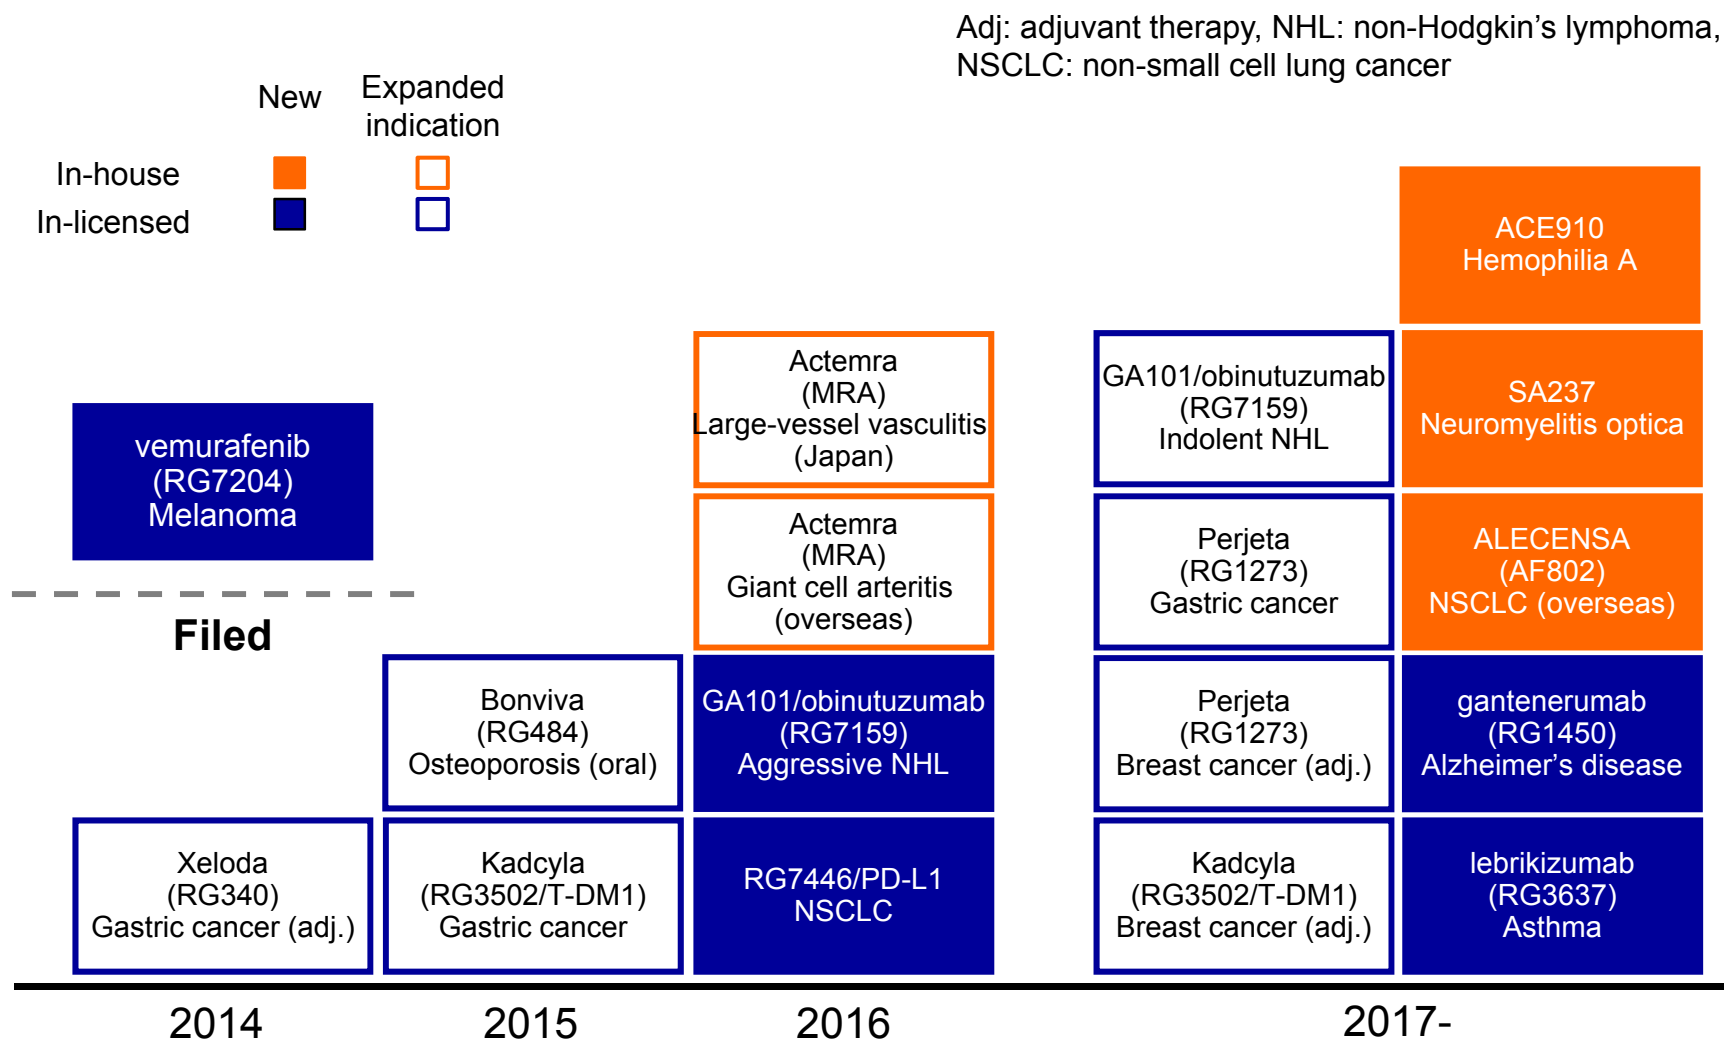 Adj: adjuvant therapy, NHL: non-Hodgkin’s lymphoma,
NSCLC: non-small cell lung cancer
New
Expanded
indication
In-house
In-licensed
vemurafenib
(RG7204)
Melanoma
Filed
Xeloda
(RG340)
Gastric cancer (adj.)
Bonviva
(RG484)
Osteoporosis (oral)
Kadcyla
(RG3502/T-DM1)
Gastric cancer
Actemra
(MRA)
Large-vessel vasculitis
(Japan)
Actemra
(MRA)
Giant cell arteritis
(overseas)
GA101/obinutuzumab
(RG7159)
Aggressive NHL
RG7446/PD-L1
NSCLC
GA101/obinutuzumab
(RG7159)
Indolent NHL
Perjeta
(RG1273)
Gastric cancer
Perjeta
(RG1273)
Breast cancer (adj.)
Kadcyla
(RG3502/T-DM1)
Breast cancer (adj.)
ACE910
Hemophilia A
SA237
Neuromyelitis optica
ALECENSA
(AF802)
NSCLC (overseas)
gantenerumab
(RG1450)
Alzheimer’s disease
lebrikizumab
(RG3637)
Asthma
2014
2015
2016
2017-